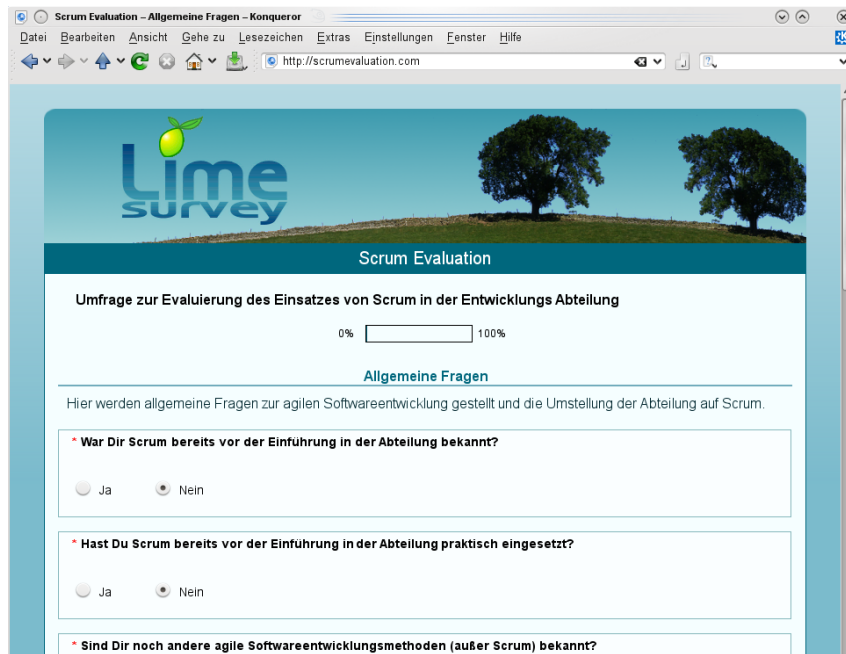 Scrum Evaluation – Allgemeine Fragen – Konqueror
Datei Bearbeiten Ansicht Gehe zu Lesezeichen Extras Einstellungen Fenster Hilfe
http://scrumevaluation.com
Lime
survey
Scrum Evaluation
Umfrage zur Evaluierung des Einsatzes von Scrum in der Entwicklungs Abteilung
0% 100%
Allgemeine Fragen
Hier werden allgemeine Fragen zur agilen Softwareentwicklung gestellt und die Umstellung der Abteilung auf Scrum.
* War Dir Scrum bereits vor der Einführung in der Abteilung bekannt?
Ja Nein
* Hast Du Scrum bereits vor der Einführung in der Abteilung praktisch eingesetzt?
Ja Nein
* Sind Dir noch andere agile Softwareentwicklungsmethoden (außer Scrum) bekannt?